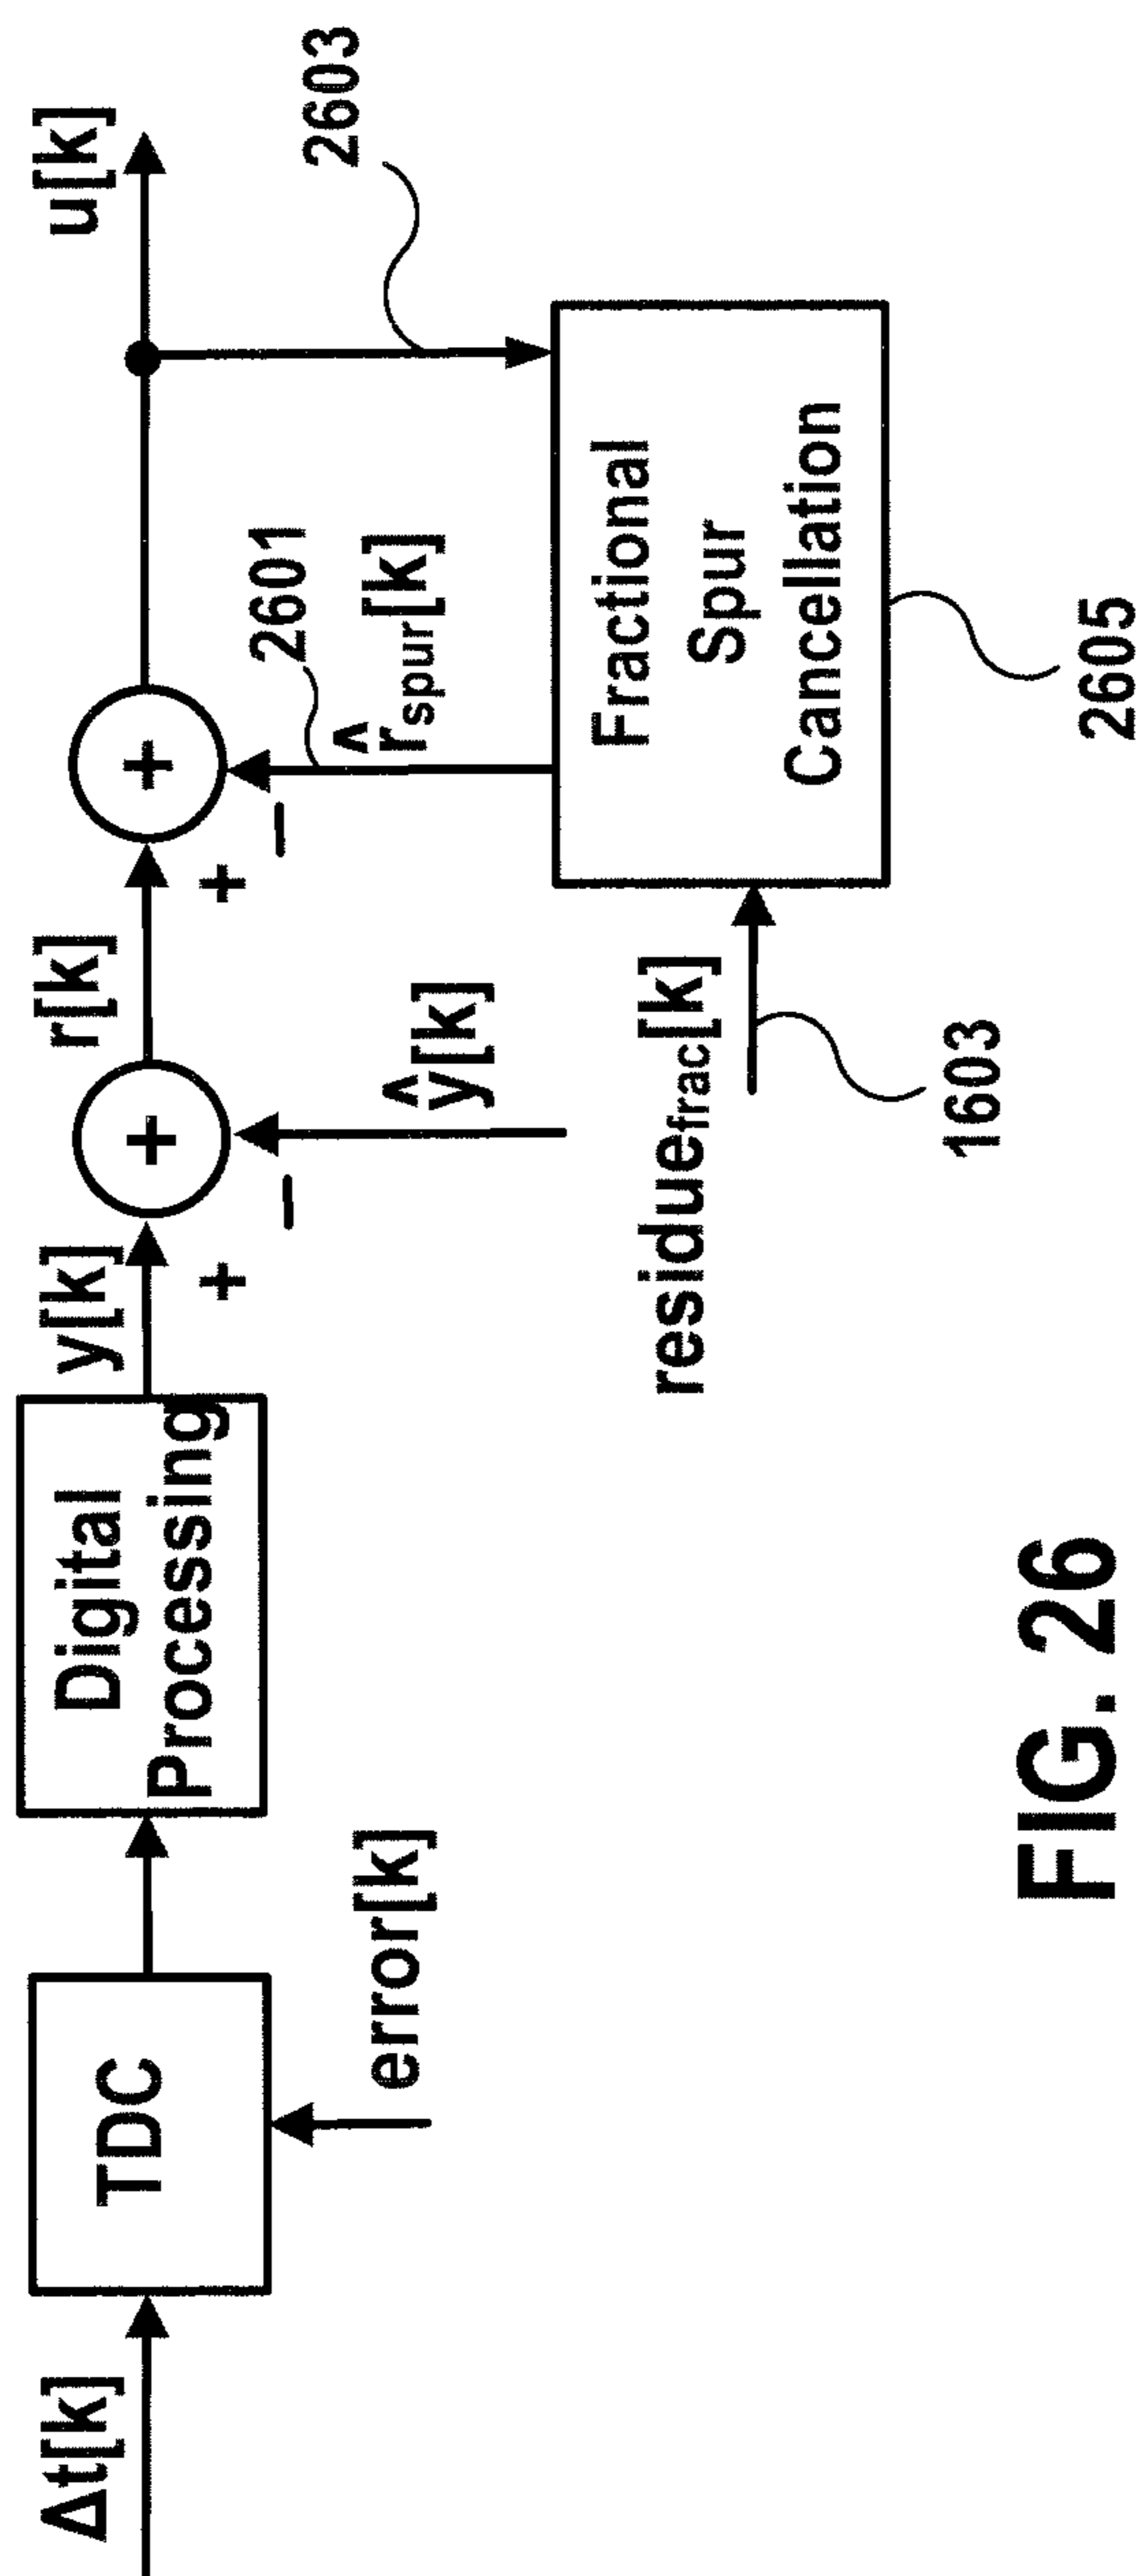 Δt[k]
TDC
error[k]
Digital
Processing
y[k]
+
−
+
ŷ[k]
r[k]
+
−
+
2601
r̂spur[k]
u[k]
2603
residuefrac[k]
1603
Fractional
Spur
Cancellation
2605
FIG. 26